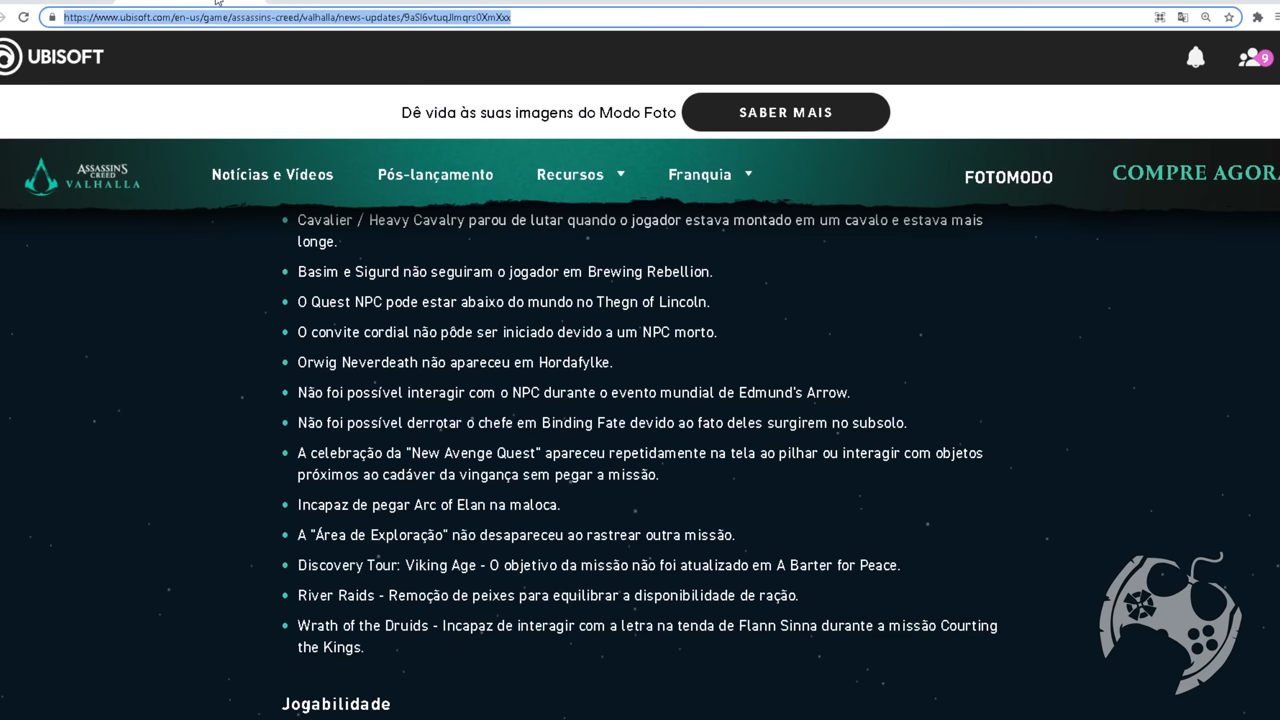 https://www.ubisoft.com/en-us/game/assassins-creed/valhalla/news-updates/9aSl6vtuqJlmqrs0XmXxx
UBISOFT
9
Dê vida às suas imagens do Modo Foto SABER MAIS
ASSASSIN'S CREED VALHALLA
Notícias e Vídeos Pós-lançamento Recursos Franquia FOTOMODO COMPRE AGORA
Cavalier / Heavy Cavalry parou de lutar quando o jogador estava montado em um cavalo e estava mais
longe.
Basim e Sigurd não seguiram o jogador em Brewing Rebellion.
O Quest NPC pode estar abaixo do mundo no Thegn of Lincoln.
O convite cordial não pôde ser iniciado devido a um NPC morto.
Orwig Neverdeath não apareceu em Hordafylke.
Não foi possível interagir com o NPC durante o evento mundial de Edmund's Arrow.
Não foi possível derrotar o chefe em Binding Fate devido ao fato deles surgirem no subsolo.
A celebração da "New Avenge Quest" apareceu repetidamente na tela ao pilhar ou interagir com objetos
próximos ao cadáver da vingança sem pegar a missão.
Incapaz de pegar Arc of Elan na maloca.
A "Área de Exploração" não desapareceu ao rastrear outra missão.
Discovery Tour: Viking Age - O objetivo da missão não foi atualizado em A Barter for Peace.
River Raids - Remoção de peixes para equilibrar a disponibilidade de ração.
Wrath of the Druids - Incapaz de interagir com a letra na tenda de Flann Sinna durante a missão Courting
the Kings.
Jogabilidade